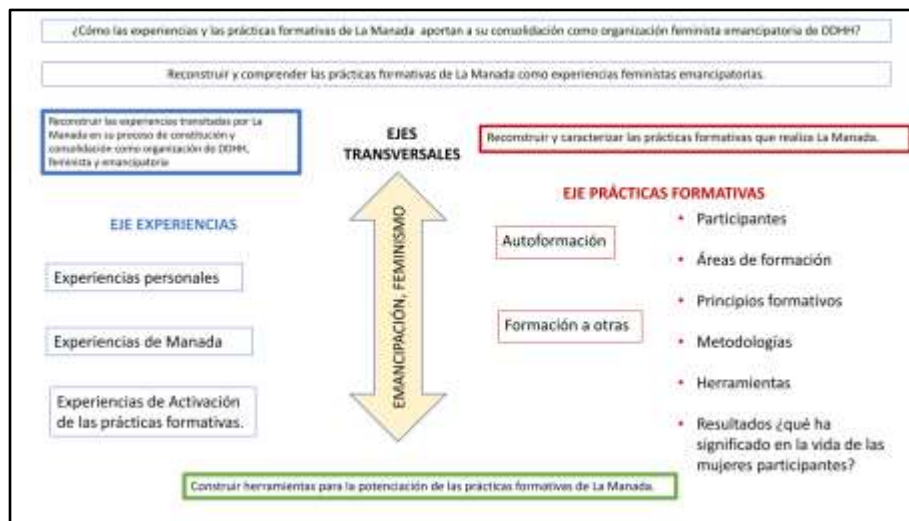 ¿Cómo las experiencias y las prácticas formativas de La Manada aportan a su consolidación como organización feminista emancipatoria de DDHH?
Reconstruir y comprender las prácticas formativas de La Manada como experiencias feministas emancipatorias.
Reconstruir las experiencias transitadas por La
Manada en su proceso de constitución y
consolidación como organización de DDHH,
feminista y emancipatoria
EJES
TRANSVERSALES
Reconstruir y caracterizar las prácticas formativas que realiza La Manada.
EJE EXPERIENCIAS
Experiencias personales
Experiencias de Manada
Experiencias de Activación
de las prácticas formativas.
EMANCIPACIÓN, FEMINISMO
EJE PRÁCTICAS FORMATIVAS
Autoformación
Formación a otras
• Participantes
• Áreas de formación
• Principios formativos
• Metodologías
• Herramientas
• Resultados ¿qué ha
significado en la vida de las
mujeres participantes?
Construir herramientas para la potenciación de las prácticas formativas de La Manada.